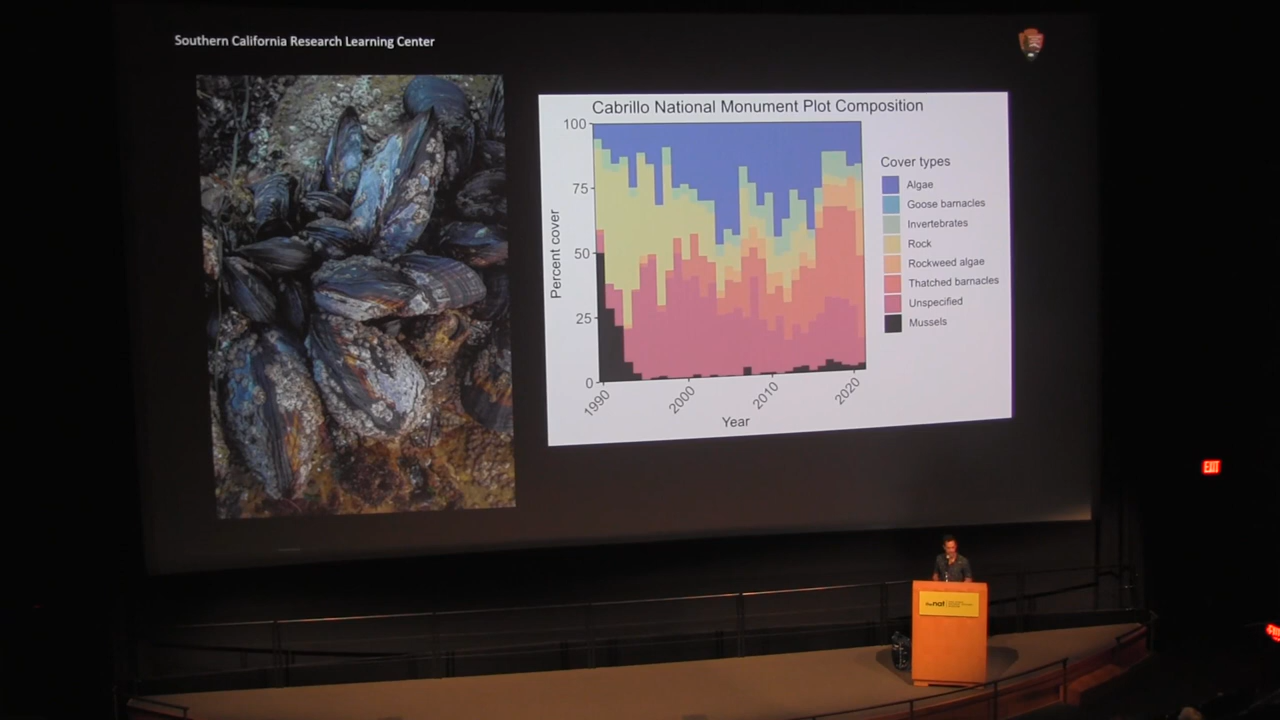 Southern California Research Learning Center
Cabrillo National Monument Plot Composition
Percent cover
100
75
50
25
0
1990
2000
2010
2020
Year
Cover types
Algae
Goose barnacles
Invertebrates
Rock
Rockweed algae
Thatched barnacles
Unspecified
Mussels
EXIT
thenat